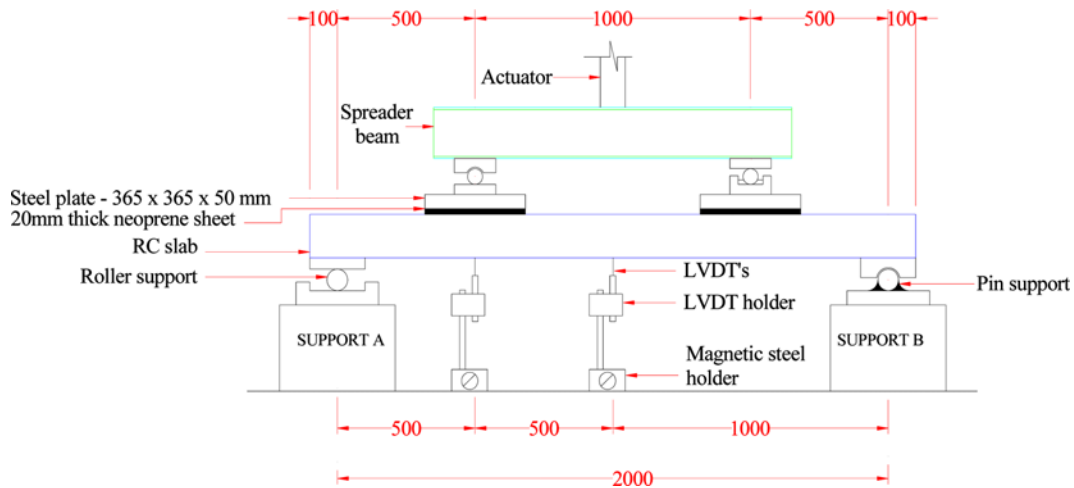 100
500
1000
500
100
Actuator
Spreader
beam
Steel plate - 365 x 365 x 50 mm
20mm thick neoprene sheet
RC slab
Roller support
LVDT's
LVDT holder
Pin support
SUPPORT A
SUPPORT B
Magnetic steel
holder
500
500
1000
2000